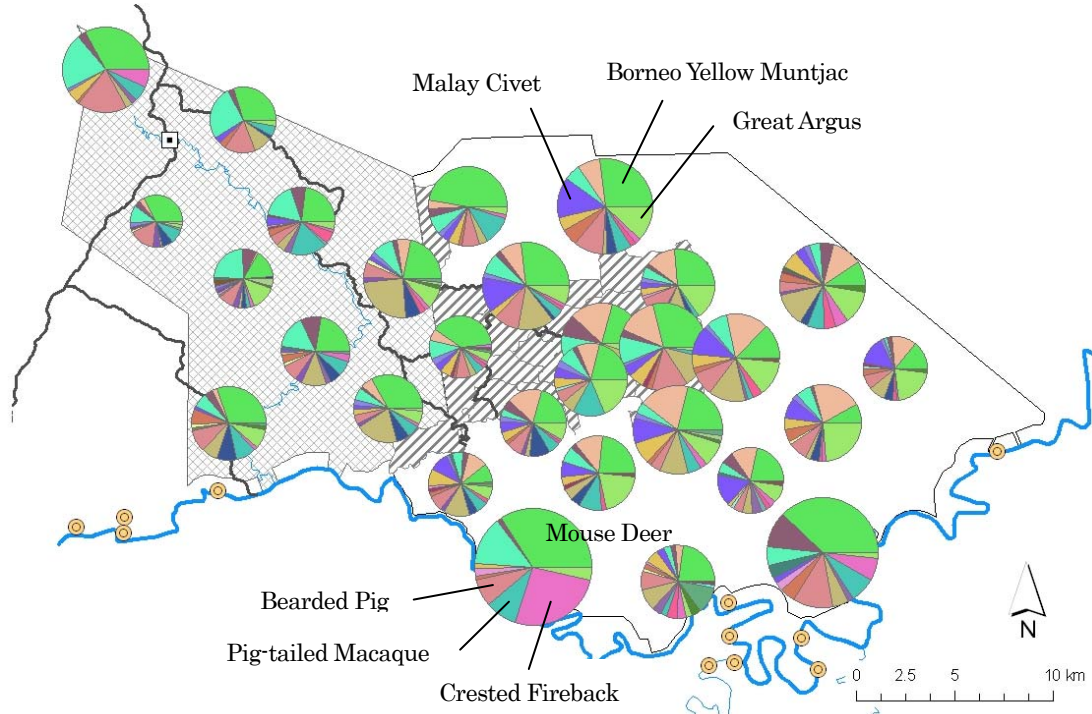 Malay Civet
Borneo Yellow Muntjac
Great Argus
Mouse Deer
Bearded Pig
Pig-tailed Macaque
Crested Fireback
N
0 2.5 5 10 km